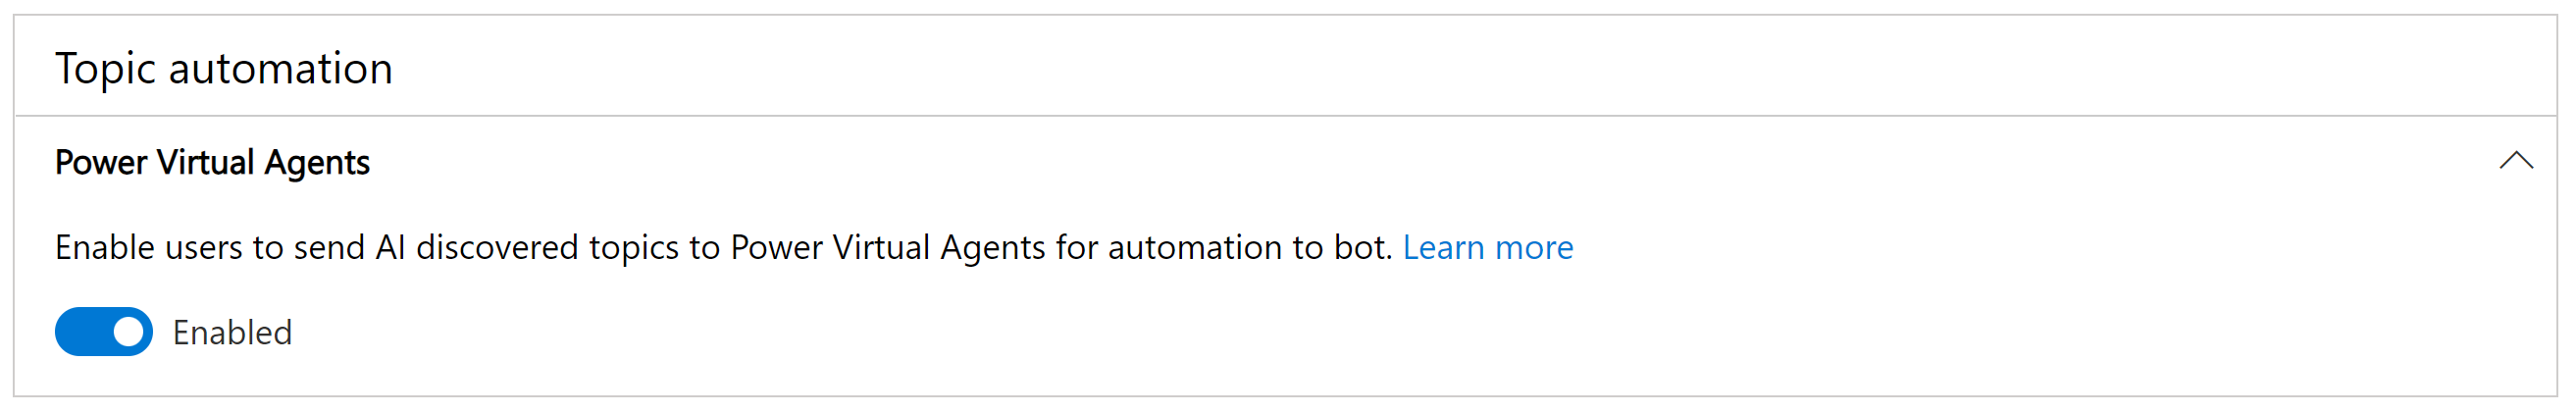 Topic automation
Power Virtual Agents
Enable users to send AI discovered topics to Power Virtual Agents for automation to bot. Learn more
Enabled